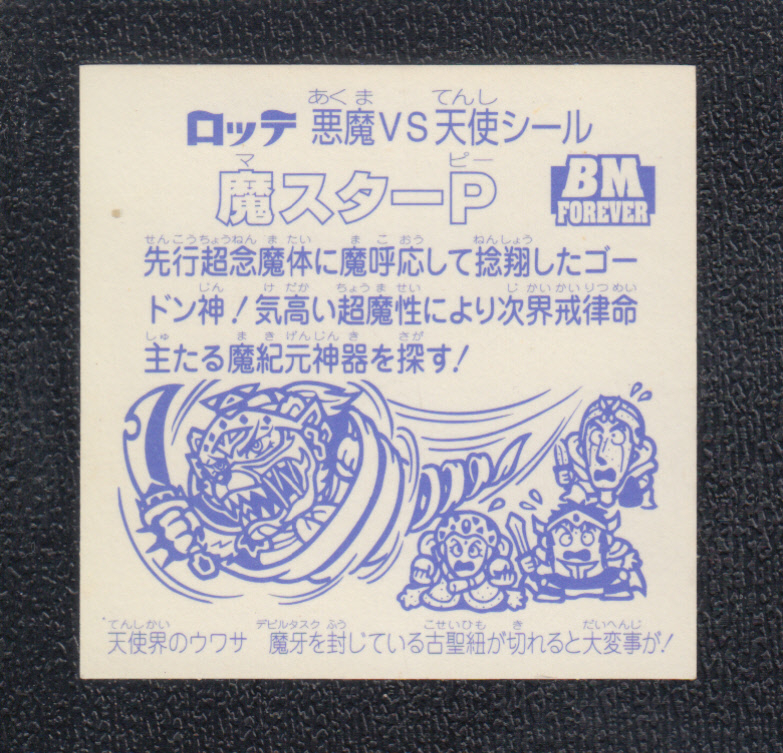 あくま てんし
ロッテ 悪魔VS天使シール
マ ピー
魔スターP
BM
FOREVER
せんこうちょうねん ま たい ま こ おう ねんしょう
先行超念魔体に魔呼応して捻翔したゴー
じん け だか ちょう ま せい じ かいかいりつめい
ドン神！気高い超魔性により次界戒律命
しゅ ま き げんじん き さが
主たる魔紀元神器を探す！
てんしかい デビルタスク ふう こせいひも き だいへんじ
天使界のウワサ 魔牙を封じている古聖紐が切れると大変事が！